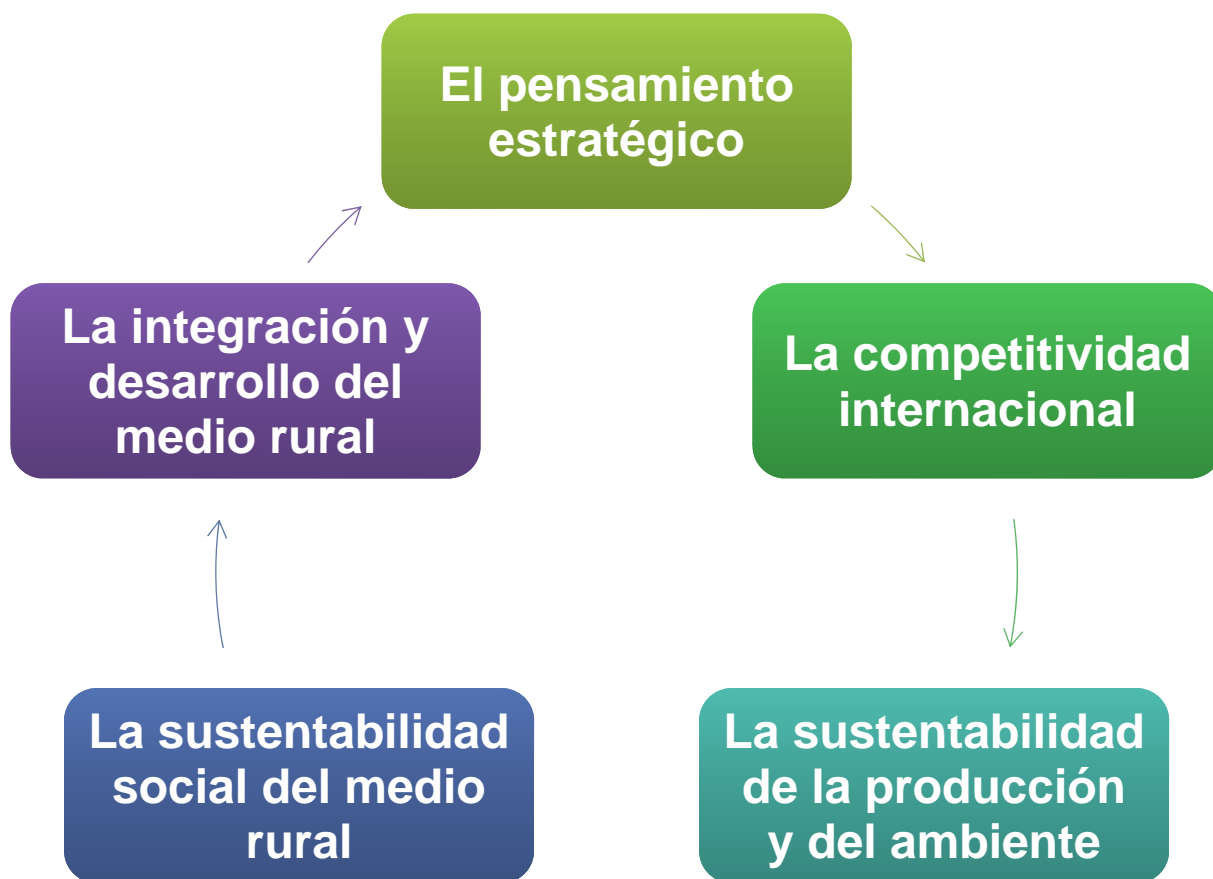 El pensamiento
estratégico
La competitividad
internacional
La sustentabilidad
de la producción
y del ambiente
La sustentabilidad
social del medio
rural
La integración y
desarrollo del
medio rural